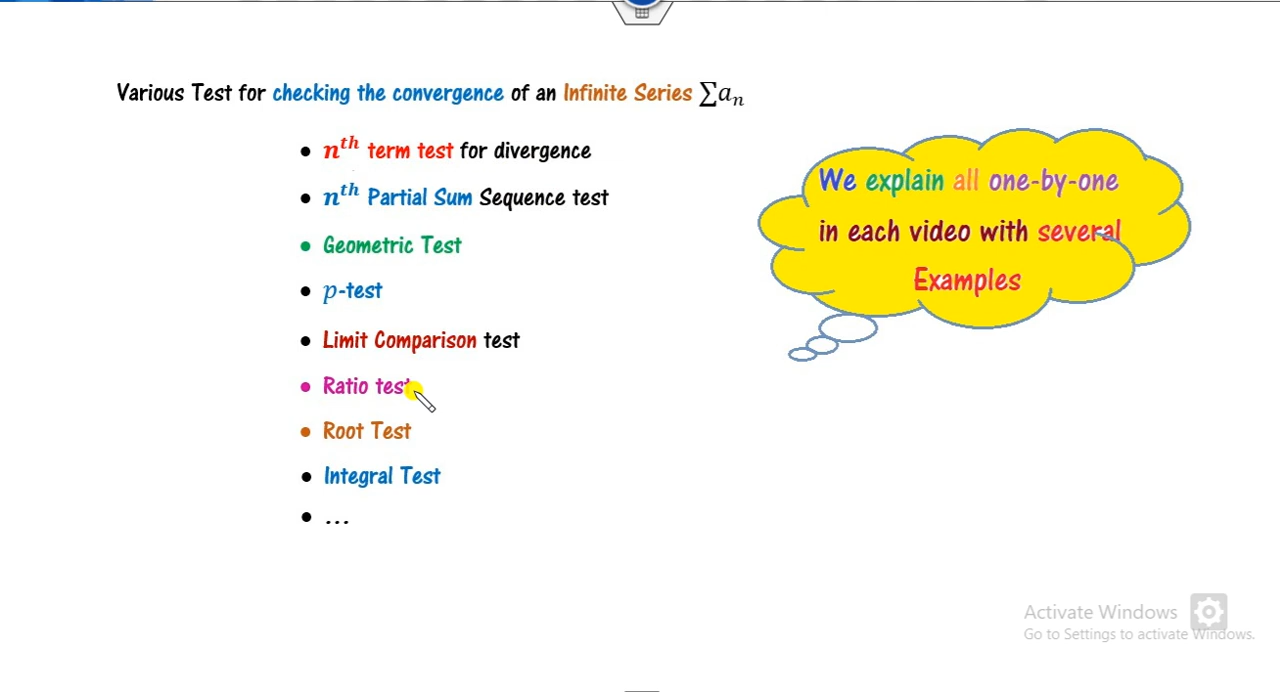 Various Test for checking the convergence of an Infinite Series ∑aₙ
• nᵗʰ term test for divergence
• nᵗʰ Partial Sum Sequence test
• Geometric Test
• p-test
• Limit Comparison test
• Ratio test
• Root Test
• Integral Test
• ...
We explain all one-by-one
in each video with several
Examples
Activate Windows
Go to Settings to activate Windows.